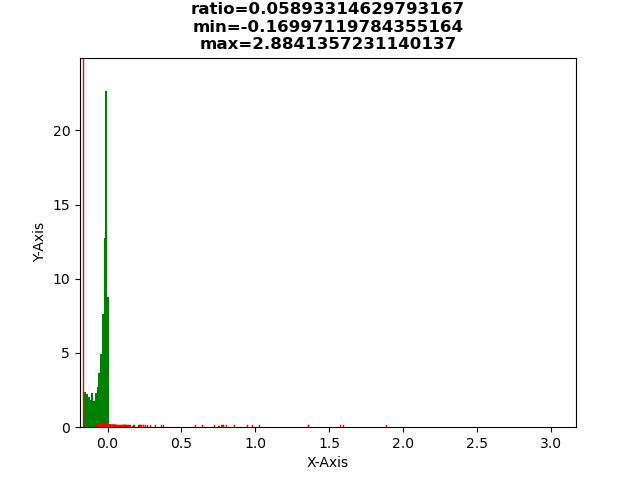 ratio=0.05893314629793167
min=-0.16997119784355164
max=2.8841357231140137
20
15
10
5
0
Y-Axis
0.0 0.5 1.0 1.5 2.0 2.5 3.0
X-Axis